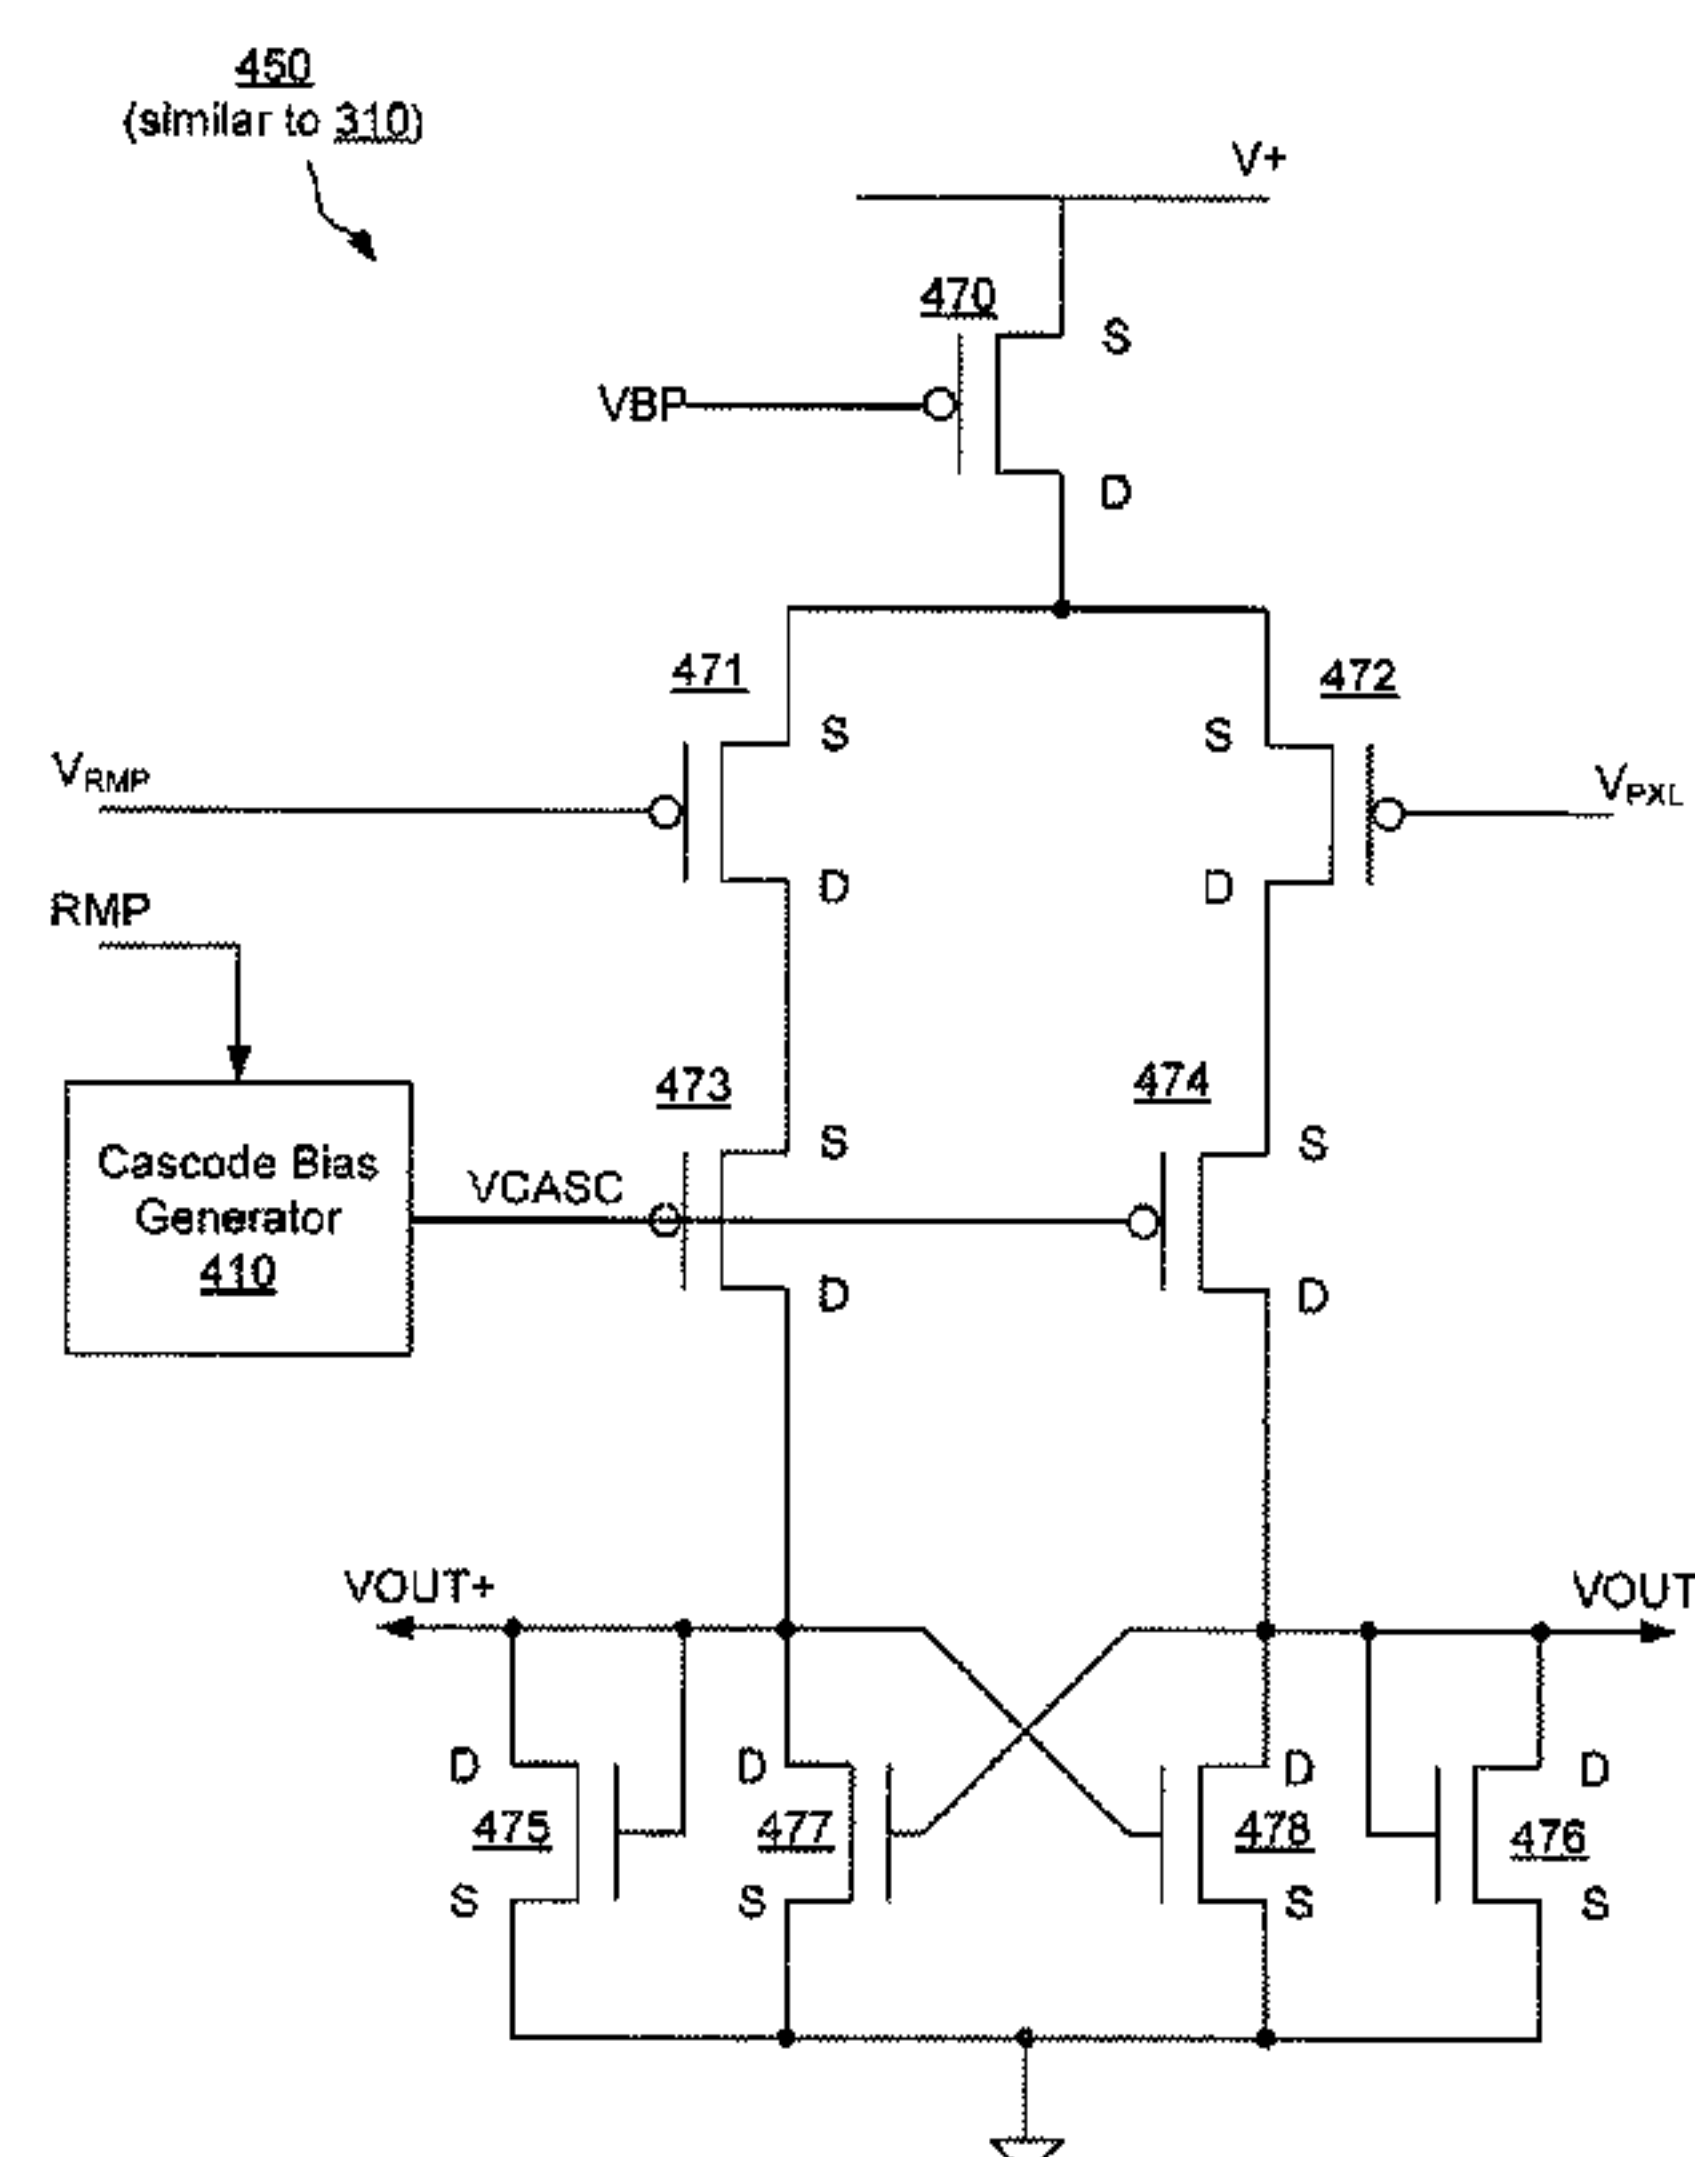 450
(similar to 310)
V+
470
S
VBP
D
471
472
S
S
VRMP
VPXL
D
D
RMP
473
474
S
S
Cascode Bias
Generator
410
VCASC
D
D
VOUT+
VOUT
D
D
D
D
475
477
478
476
S
S
S
S